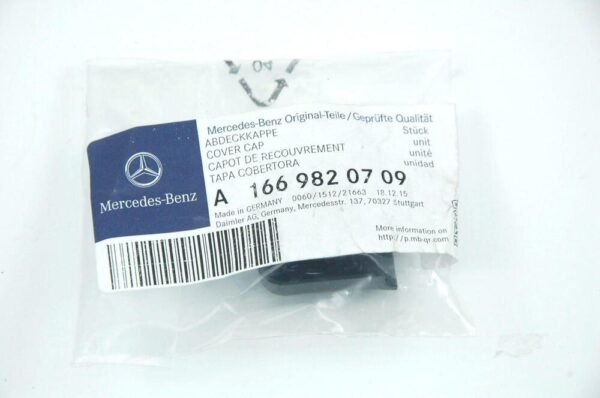 04
Mercedes-Benz Original-Teile/Geprüfte Qualität
ABDECKKAPPE Stück
COVER CAP unit
CAPOT DE RECOUVREMENT unité
TAPA COBERTORA unidad
A 166 982 07 09
Mercedes-Benz
Made in GERMANY 0060/1512/21663 18.12.15
Daimler AG, Germany, Mercedesstr. 137, 70327 Stuttgart
More information on
http://p.mb-qr.com/